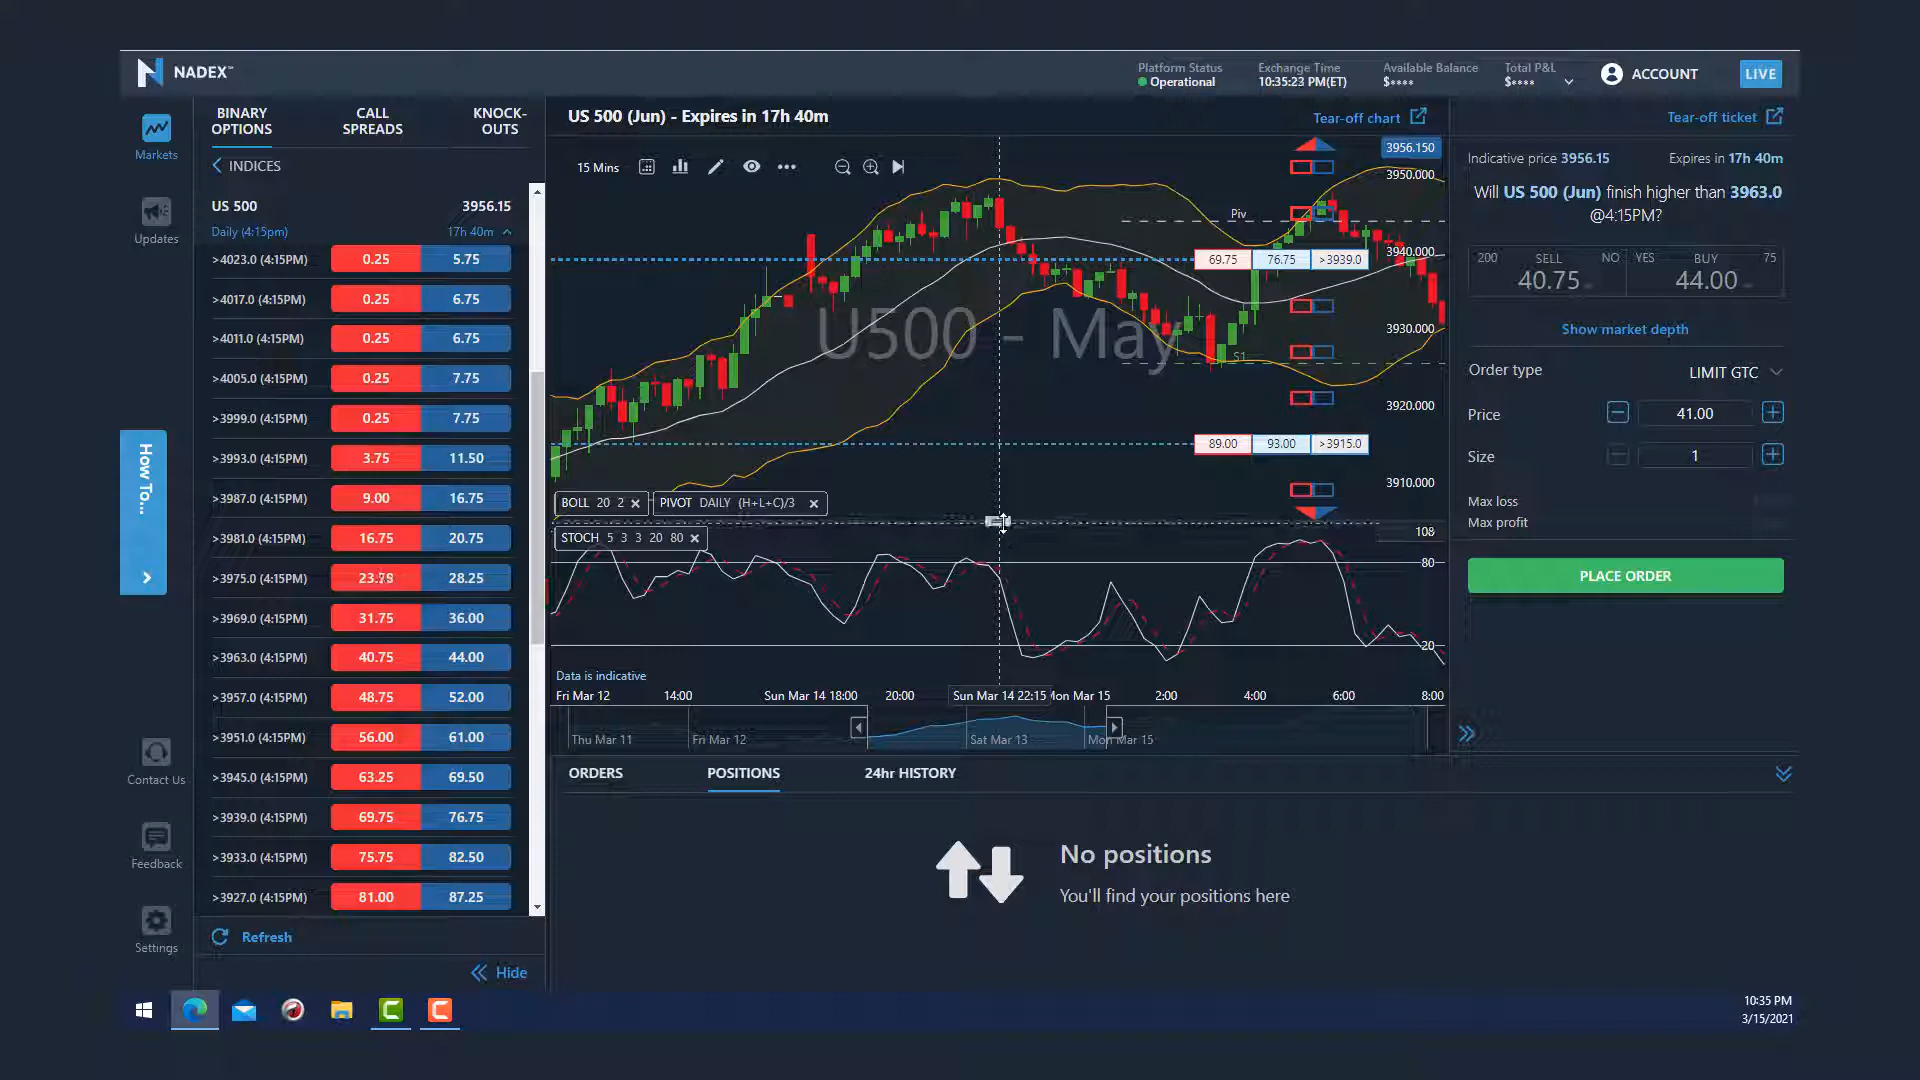 NADEX™
Platform Status
Operational
Exchange Time
10:35:23 PM(ET)
Available Balance
$****
Total P&L
$****
ACCOUNT
LIVE
Markets
Updates
How To...
Contact Us
Feedback
Settings
BINARY OPTIONS
CALL SPREADS
KNOCK-OUTS
INDICES
US 500 3956.15
Daily (4:15pm) 17h 40m
>4023.0 (4:15PM) 0.25 5.75
>4017.0 (4:15PM) 0.25 6.75
>4011.0 (4:15PM) 0.25 6.75
>4005.0 (4:15PM) 0.25 7.75
>3999.0 (4:15PM) 0.25 7.75
>3993.0 (4:15PM) 3.75 11.50
>3987.0 (4:15PM) 9.00 16.75
>3981.0 (4:15PM) 16.75 20.75
>3975.0 (4:15PM) 28.25
>3969.0 (4:15PM) 31.75 36.00
>3963.0 (4:15PM) 40.75 44.00
>3957.0 (4:15PM) 48.75 52.00
>3951.0 (4:15PM) 56.00 61.00
>3945.0 (4:15PM) 63.25 69.50
>3939.0 (4:15PM) 69.75 76.75
>3933.0 (4:15PM) 75.75 82.50
>3927.0 (4:15PM) 81.00 87.25
Refresh
Hide
US 500 (Jun) - Expires in 17h 40m
Tear-off chart
15 Mins
3956.150
3950.000
3940.000
3930.000
3920.000
3910.000
Piv
S1
69.75 76.75 >3939.0
89.00 93.00 >3915.0
U500 - May
BOLL 20 2 ×
PIVOT DAILY (H+L+C)/3 ×
STOCH 5 3 3 20 80 ×
108
80
20
Data is indicative
Fri Mar 12 14:00 Sun Mar 14 18:00 20:00 Sun Mar 14 22:15 Mon Mar 15 2:00 4:00 6:00 8:00
Thu Mar 11 Fri Mar 12 Sat Mar 13 Mon Mar 15
ORDERS POSITIONS 24hr HISTORY
No positions
You'll find your positions here
Tear-off ticket
Indicative price 3956.15 Expires in 17h 40m
Will US 500 (Jun) finish higher than 3963.0
@4:15PM?
200 SELL NO YES BUY 75
40.75 44.00
Show market depth
Order type LIMIT GTC
Price 41.00
Size 1
Max loss
Max profit
PLACE ORDER
10:35 PM
3/15/2021